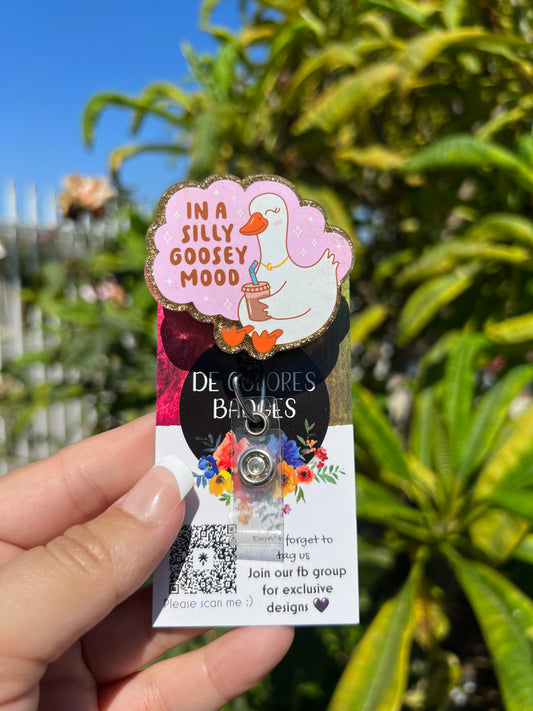 IN A
SILLY
GOOSEY
MOOD
DE COLORES
BADGES
Don't forget to
tag us
Join our fb group
for exclusive
designs 🖤
Please scan me :)